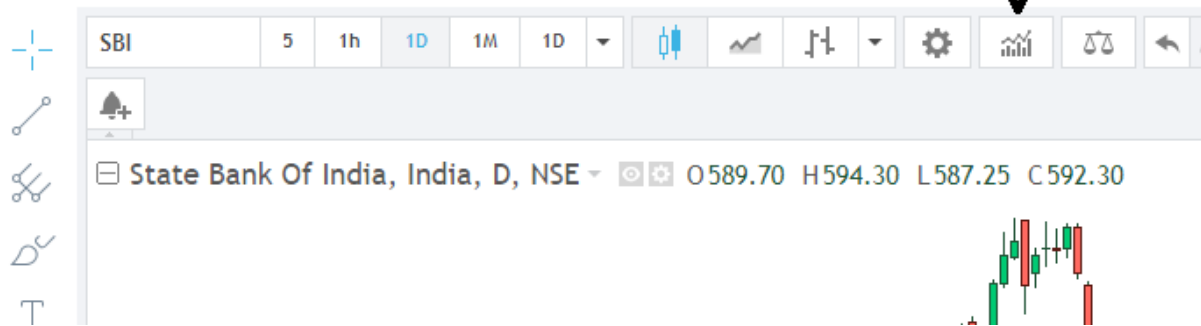 SBI 5 1h 1D 1M 1D
State Bank Of India, India, D, NSE O589.70 H594.30 L587.25 C592.30
T